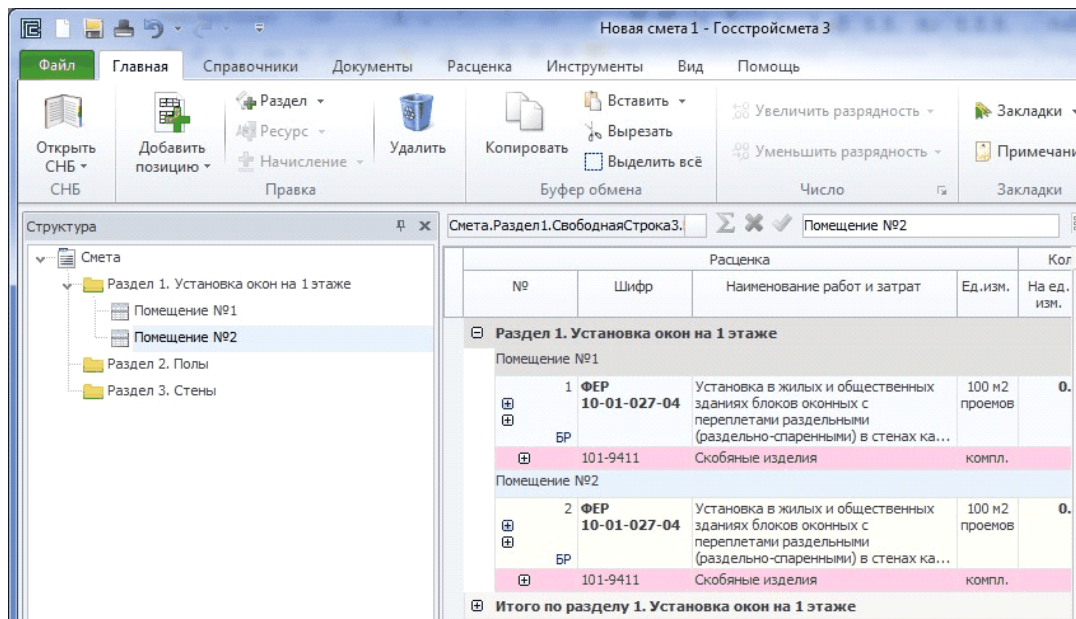 Новая смета 1 - Госстройсмета 3
Файл Главная Справочники Документы Расценка Инструменты Вид Помощь
Открыть СНБ
Добавить позицию
Раздел
Ресурс
Начисление
Удалить
Копировать
Вставить
Вырезать
Выделить всё
Увеличить разрядность
Уменьшить разрядность
Закладки
Примечани
СНБ Правка Буфер обмена Число Закладки
Структура
Смета.Раздел1.СвободнаяСтрока3. Помещение №2
Смета
Раздел 1. Установка окон на 1 этаже
Помещение №1
Помещение №2
Раздел 2. Полы
Раздел 3. Стены
Расценка Кол
№ Шифр Наименование работ и затрат Ед.изм. На ед. изм.
Раздел 1. Установка окон на 1 этаже
Помещение №1
1 ФЕР Установка в жилых и общественных 100 м2 0.
10-01-027-04 зданиях блоков оконных с проемов
переплетами раздельными
БР (раздельно-спаренными) в стенах ка...
101-9411 Скобяные изделия компл.
Помещение №2
2 ФЕР Установка в жилых и общественных 100 м2 0.
10-01-027-04 зданиях блоков оконных с проемов
переплетами раздельными
БР (раздельно-спаренными) в стенах ка...
101-9411 Скобяные изделия компл.
Итого по разделу 1. Установка окон на 1 этаже